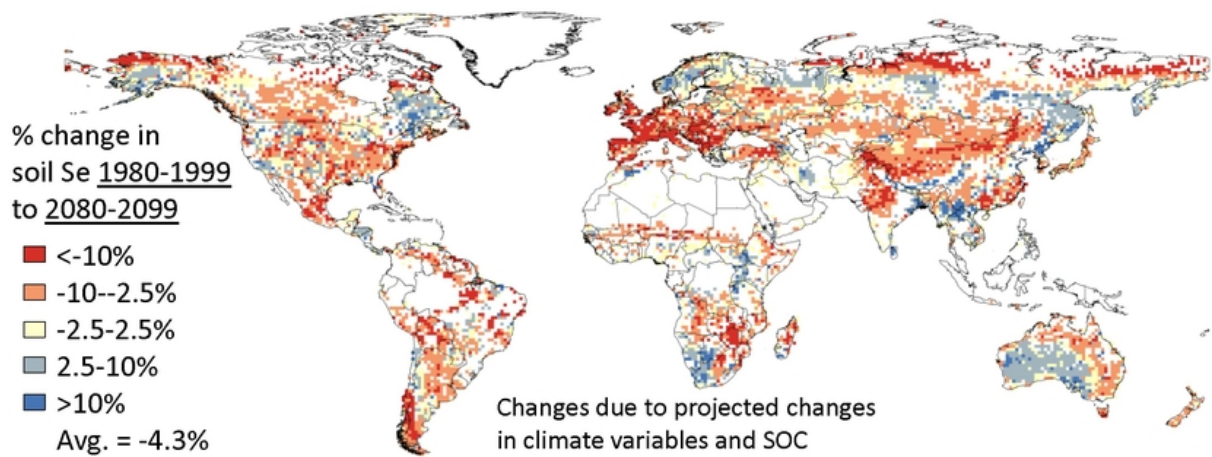 % change in
soil Se 1980-1999
to 2080-2099
<-10%
-10--2.5%
-2.5-2.5%
2.5-10%
>10%
Avg. = -4.3%
Changes due to projected changes
in climate variables and SOC